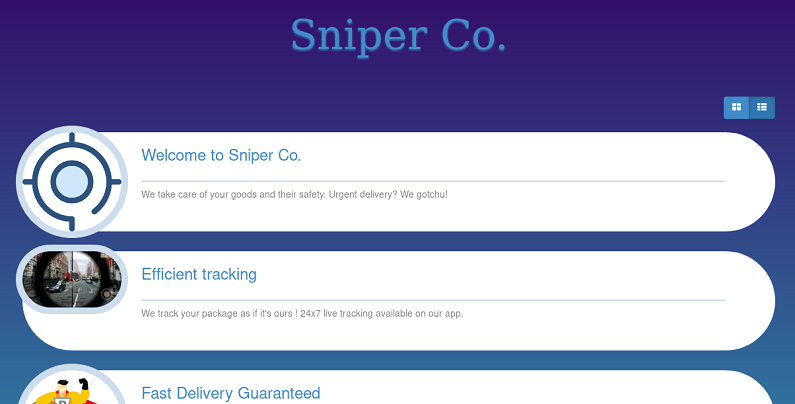 Sniper Co.
Welcome to Sniper Co.
We take care of your goods and their safety. Urgent delivery? We gotchu!
Efficient tracking
We track your package as if it's ours ! 24x7 live tracking available on our app.
Fast Delivery Guaranteed